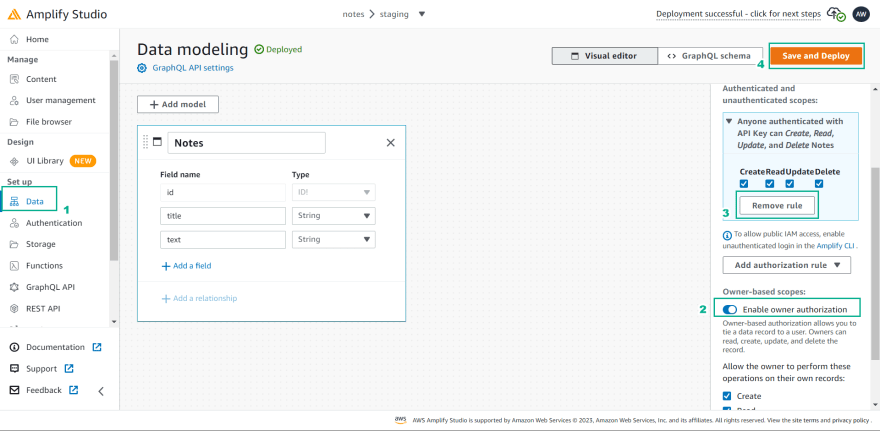 Amplify Studio
notes > staging ▼
Deployment successful - click for next steps
AW
Home
Manage
Content
User management
File browser
Design
UI Library NEW
Set up
Data
1
Authentication
Storage
Functions
GraphQL API
REST API
Documentation
Support
Feedback
Data modeling
Deployed
GraphQL API settings
Visual editor
GraphQL schema
4
Save and Deploy
+ Add model
Notes
Field name Type
id ID!
title String
text String
+ Add a field
+ Add a relationship
Authenticated and
unauthenticated scopes:
Anyone authenticated with
API Key can Create, Read,
Update, and Delete Notes
Create Read Update Delete
Remove rule
3
To allow public IAM access, enable
unauthenticated login in the Amplify CLI .
Add authorization rule ▼
Owner-based scopes:
2
Enable owner authorization
Owner-based authorization allows you to
tie a data record to a user. Owners can
read, create, update, and delete the
record.
Allow the owner to perform these
operations on their own records:
Create
Read
aws AWS Amplify Studio is supported by Amazon Web Services © 2023, Amazon Web Services, Inc. and its affiliates. All rights reserved. View the site terms and privacy policy .